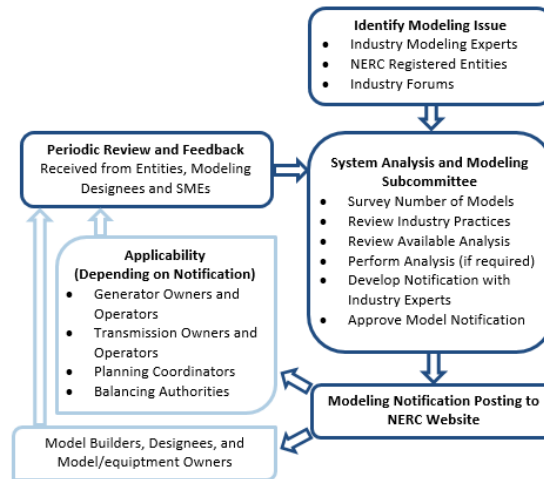 Identify Modeling Issue
• Industry Modeling Experts
• NERC Registered Entities
• Industry Forums
Periodic Review and Feedback
Received from Entities, Modeling
Designees and SMEs
System Analysis and Modeling
Subcommittee
• Survey Number of Models
• Review Industry Practices
• Review Available Analysis
• Perform Analysis (if required)
• Develop Notification with
Industry Experts
• Approve Model Notification
Applicability
(Depending on Notification)
• Generator Owners and
Operators
• Transmission Owners and
Operators
• Planning Coordinators
• Balancing Authorities
Modeling Notification Posting to
NERC Website
Model Builders, Designees, and
Model/equiptment Owners